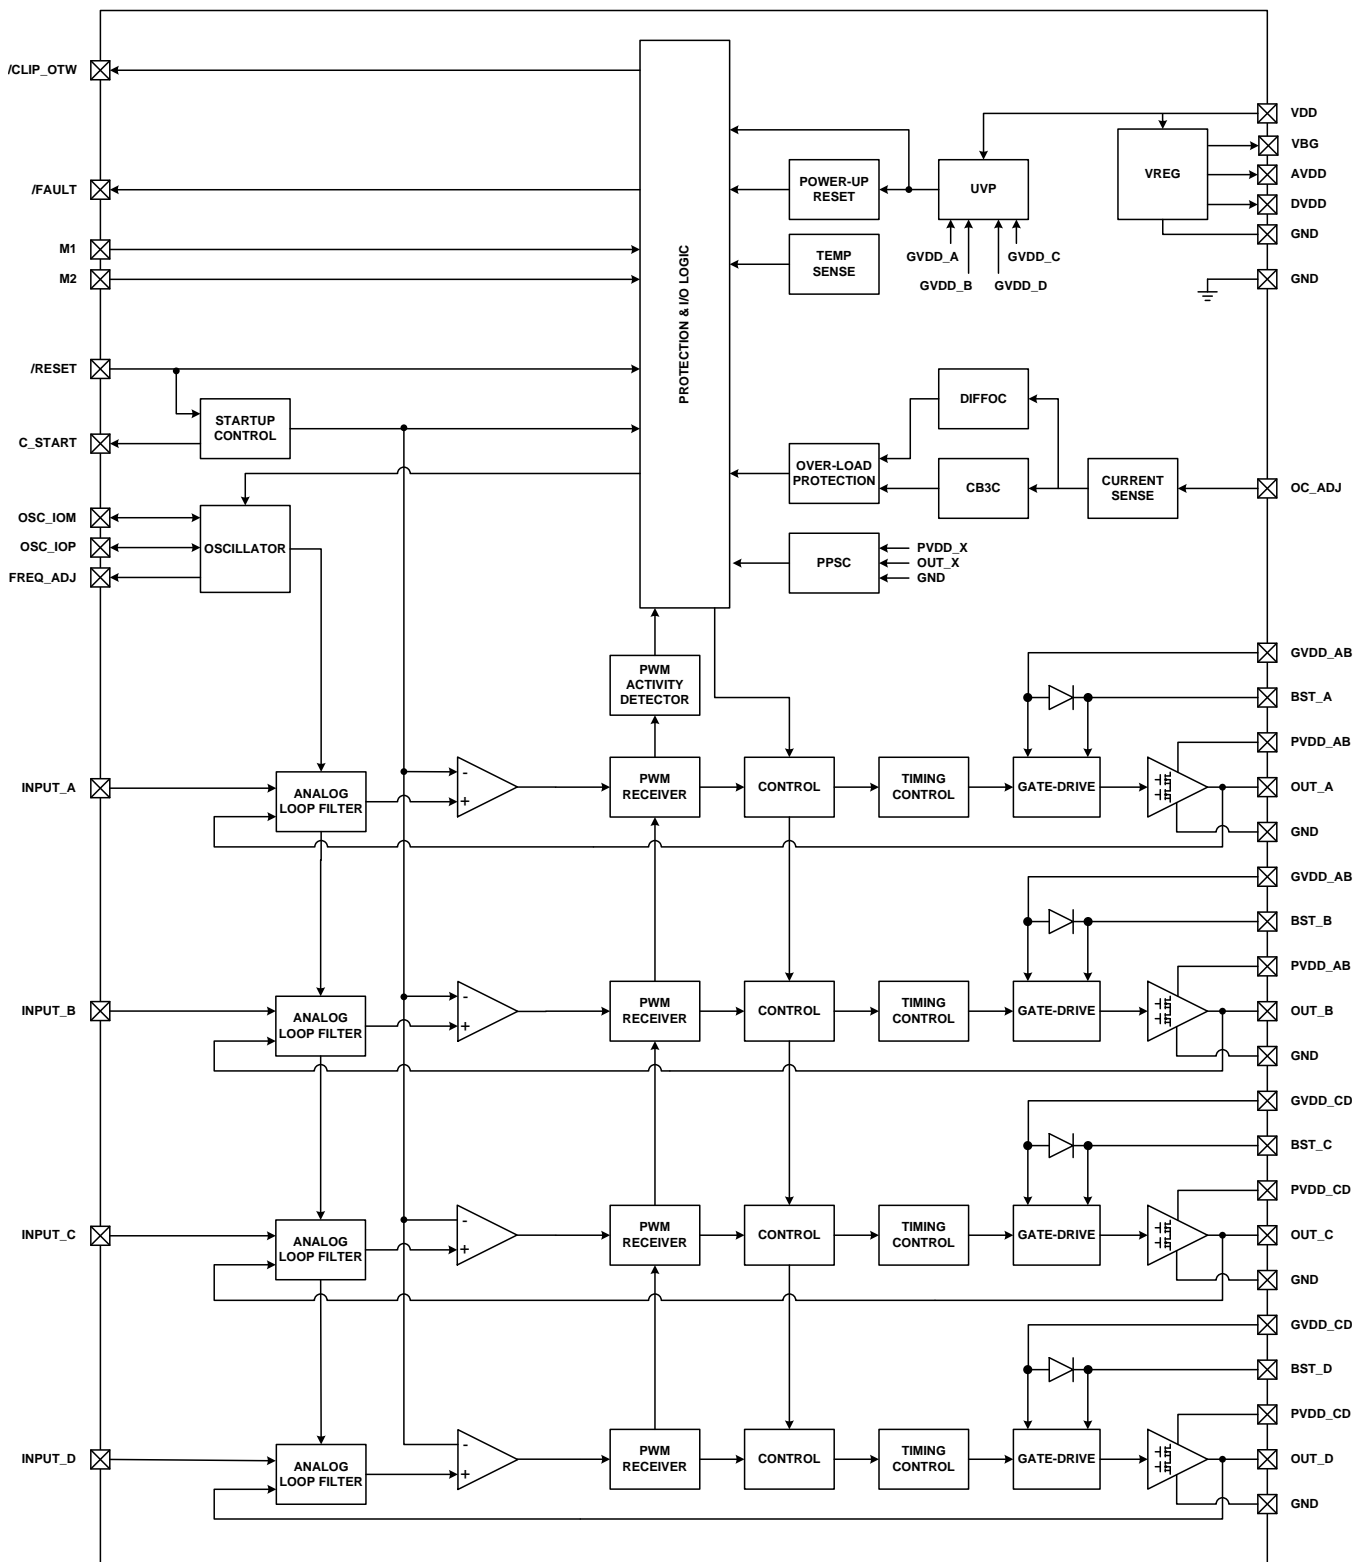 /CLIP_OTW
/FAULT
M1
M2
/RESET
C_START
OSC_IOM
OSC_IOP
FREQ_ADJ
STARTUP
CONTROL
OSCILLATOR
PROTECTION & I/O LOGIC
POWER-UP
RESET
UVP
VREG
TEMP
SENSE
GVDD_A
GVDD_C
GVDD_B
GVDD_D
VDD
VBG
AVDD
DVDD
GND
GND
DIFFOC
OVER-LOAD
PROTECTION
CB3C
CURRENT
SENSE
OC_ADJ
PPSC
PVDD_X
OUT_X
GND
PWM
ACTIVITY
DETECTOR
GVDD_AB
BST_A
PVDD_AB
INPUT_A
ANALOG
LOOP FILTER
-
+
PWM
RECEIVER
CONTROL
TIMING
CONTROL
GATE-DRIVE
OUT_A
GND
GVDD_AB
BST_B
PVDD_AB
INPUT_B
ANALOG
LOOP FILTER
-
+
PWM
RECEIVER
CONTROL
TIMING
CONTROL
GATE-DRIVE
OUT_B
GND
GVDD_CD
BST_C
PVDD_CD
INPUT_C
ANALOG
LOOP FILTER
-
+
PWM
RECEIVER
CONTROL
TIMING
CONTROL
GATE-DRIVE
OUT_C
GND
GVDD_CD
BST_D
PVDD_CD
INPUT_D
ANALOG
LOOP FILTER
-
+
PWM
RECEIVER
CONTROL
TIMING
CONTROL
GATE-DRIVE
OUT_D
GND